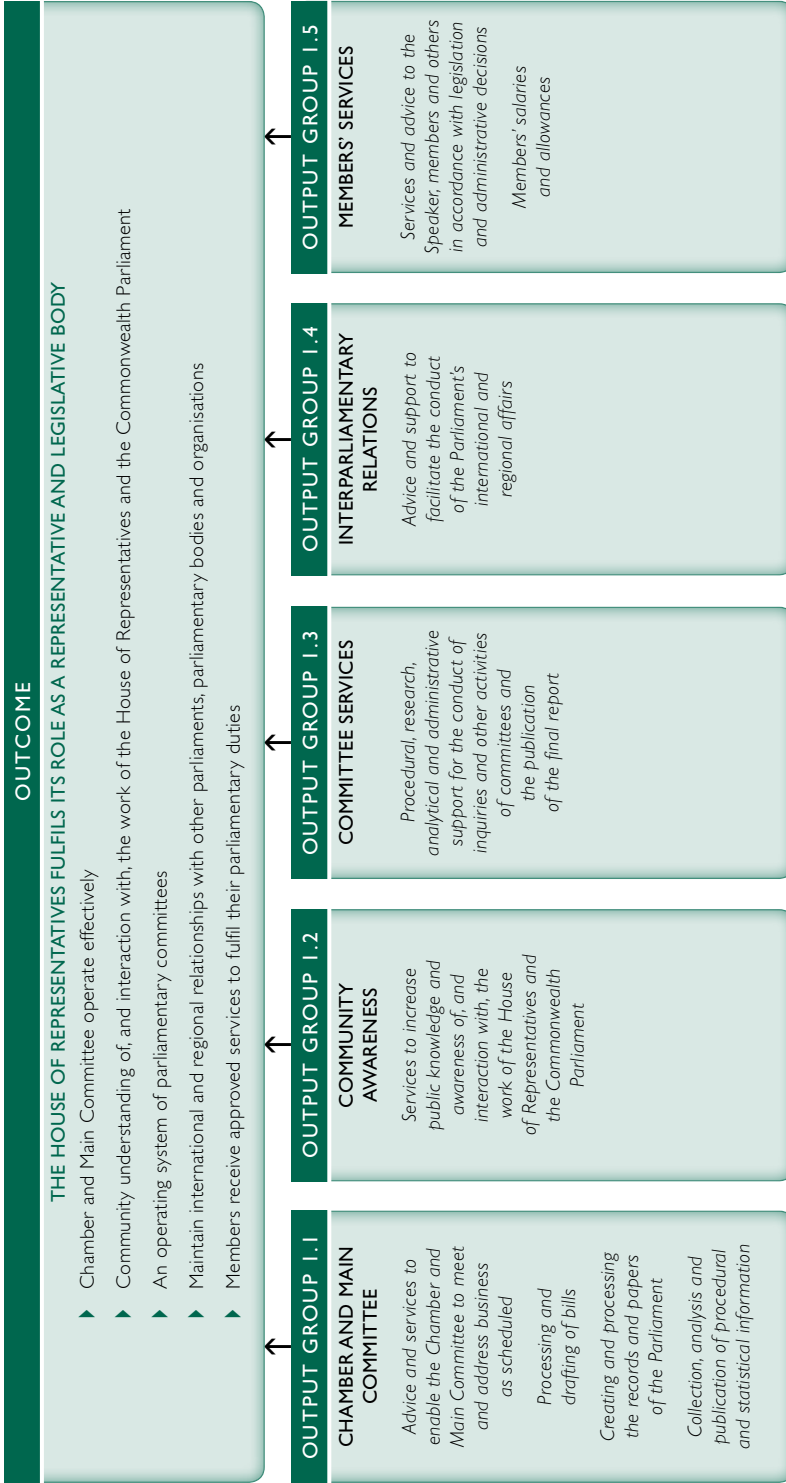 OUTCOME
THE HOUSE OF REPRESENTATIVES FULFILS ITS ROLE AS A REPRESENTATIVE AND LEGISLATIVE BODY
Chamber and Main Committee operate effectively
Community understanding of, and interaction with, the work of the House of Representatives and the Commonwealth Parliament
An operating system of parliamentary committees
Maintain international and regional relationships with other parliaments, parliamentary bodies and organisations
Members receive approved services to fulfil their parliamentary duties
OUTPUT GROUP 1.1
CHAMBER AND MAIN
COMMITTEE
Advice and services to
enable the Chamber and
Main Committee to meet
and address business
as scheduled
Processing and
drafting of bills
Creating and processing
the records and papers
of the Parliament
Collection, analysis and
publication of procedural
and statistical information
OUTPUT GROUP 1.2
COMMUNITY
AWARENESS
Services to increase
public knowledge and
awareness of, and
interaction with, the
work of the House
of Representatives and
the Commonwealth
Parliament
OUTPUT GROUP 1.3
COMMITTEE SERVICES
Procedural, research,
analytical and administrative
support for the conduct of
inquiries and other activities
of committees and
the publication
of the final report
OUTPUT GROUP 1.4
INTERPARLIAMENTARY
RELATIONS
Advice and support to
facilitate the conduct
of the Parliament's
international and
regional affairs
OUTPUT GROUP 1.5
MEMBERS' SERVICES
Services and advice to the
Speaker, members and others
in accordance with legislation
and administrative decisions
Members' salaries
and allowances